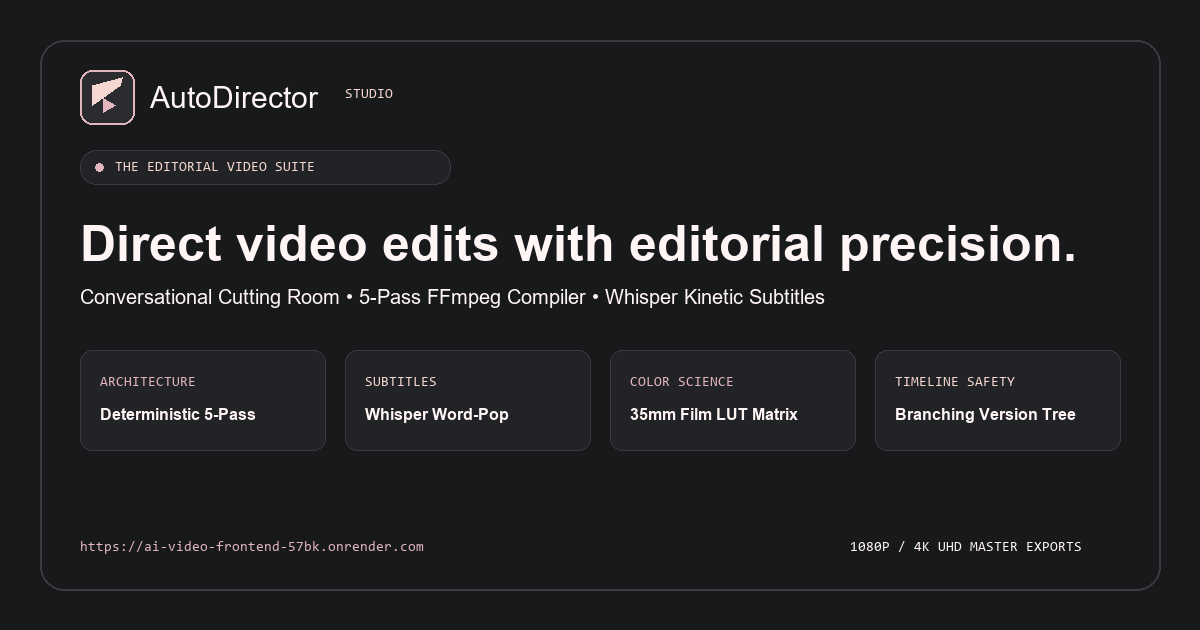 AutoDirector STUDIO
THE EDITORIAL VIDEO SUITE
Direct video edits with editorial precision.
Conversational Cutting Room • 5-Pass FFmpeg Compiler • Whisper Kinetic Subtitles
ARCHITECTURE
Deterministic 5-Pass
SUBTITLES
Whisper Word-Pop
COLOR SCIENCE
35mm Film LUT Matrix
TIMELINE SAFETY
Branching Version Tree
https://ai-video-frontend-57bk.onrender.com
1080P / 4K UHD MASTER EXPORTS